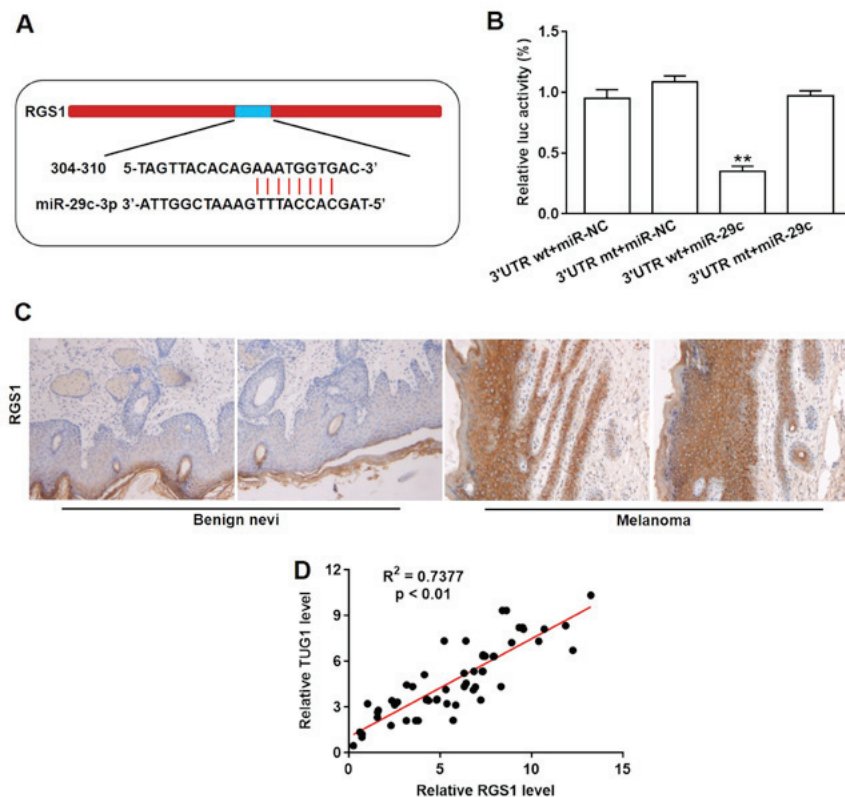 A
RGS1
304-310 5-TAGTTACACAGAAATGGTGAC-3'
miR-29c-3p 3'-ATTGGCTAAAGTTTACCACGAT-5'
B
Relative luc activity (%)
1.5
1.0
0.5
0.0
**
3'UTR wt+miR-NC
3'UTR mt+miR-NC
3'UTR wt+miR-29c
3'UTR mt+miR-29c
C
RGS1
Benign nevi
Melanoma
D
R² = 0.7377
p < 0.01
Relative TUG1 level
12
9
6
3
0
0 5 10 15
Relative RGS1 level